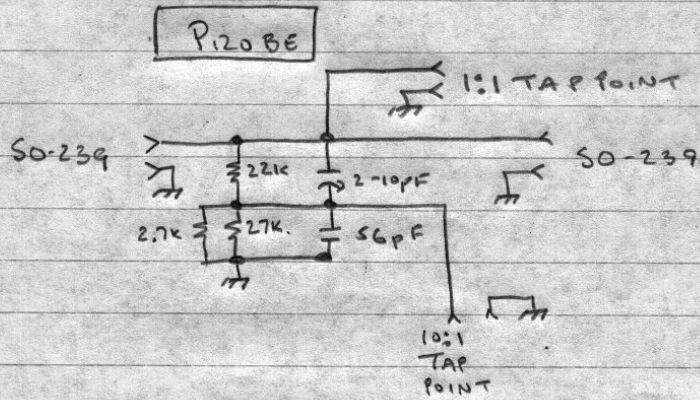 PROBE
1:1 TAP POINT
SO-239
SO-239
22K
2-10pF
2.7K
27K.
56pF
10:1
TAP
POINT